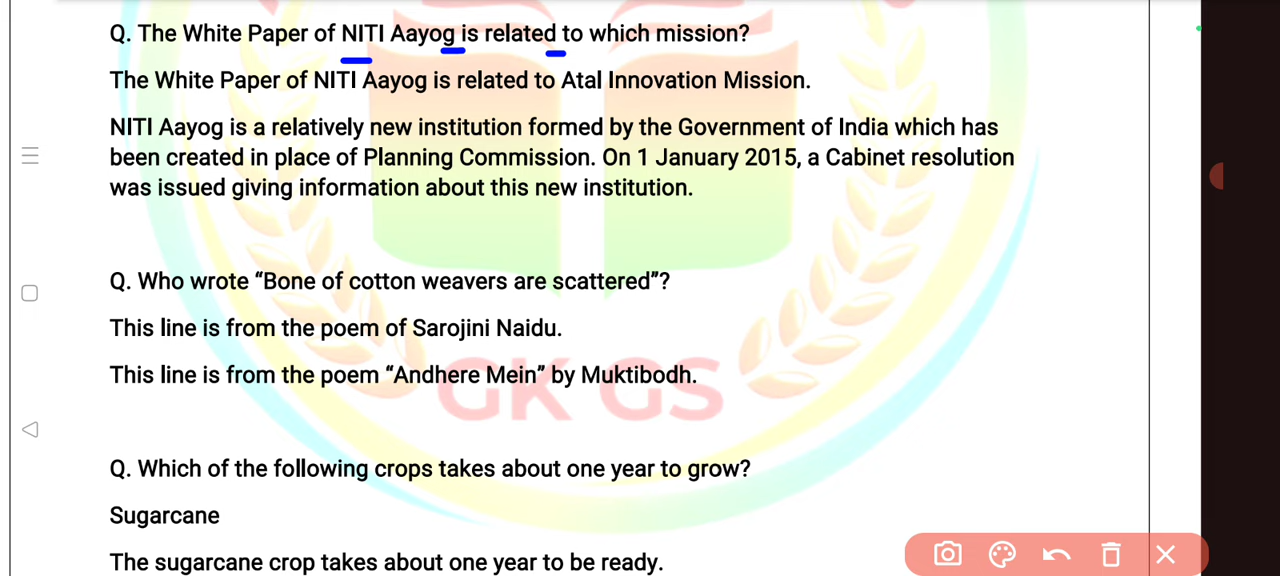 Q. The White Paper of NITI Aayog is related to which mission?
The White Paper of NITI Aayog is related to Atal Innovation Mission.
NITI Aayog is a relatively new institution formed by the Government of India which has
been created in place of Planning Commission. On 1 January 2015, a Cabinet resolution
was issued giving information about this new institution.
Q. Who wrote “Bone of cotton weavers are scattered”?
This line is from the poem of Sarojini Naidu.
This line is from the poem “Andhere Mein” by Muktibodh.
GK GS
Q. Which of the following crops takes about one year to grow?
Sugarcane
The sugarcane crop takes about one year to be ready.